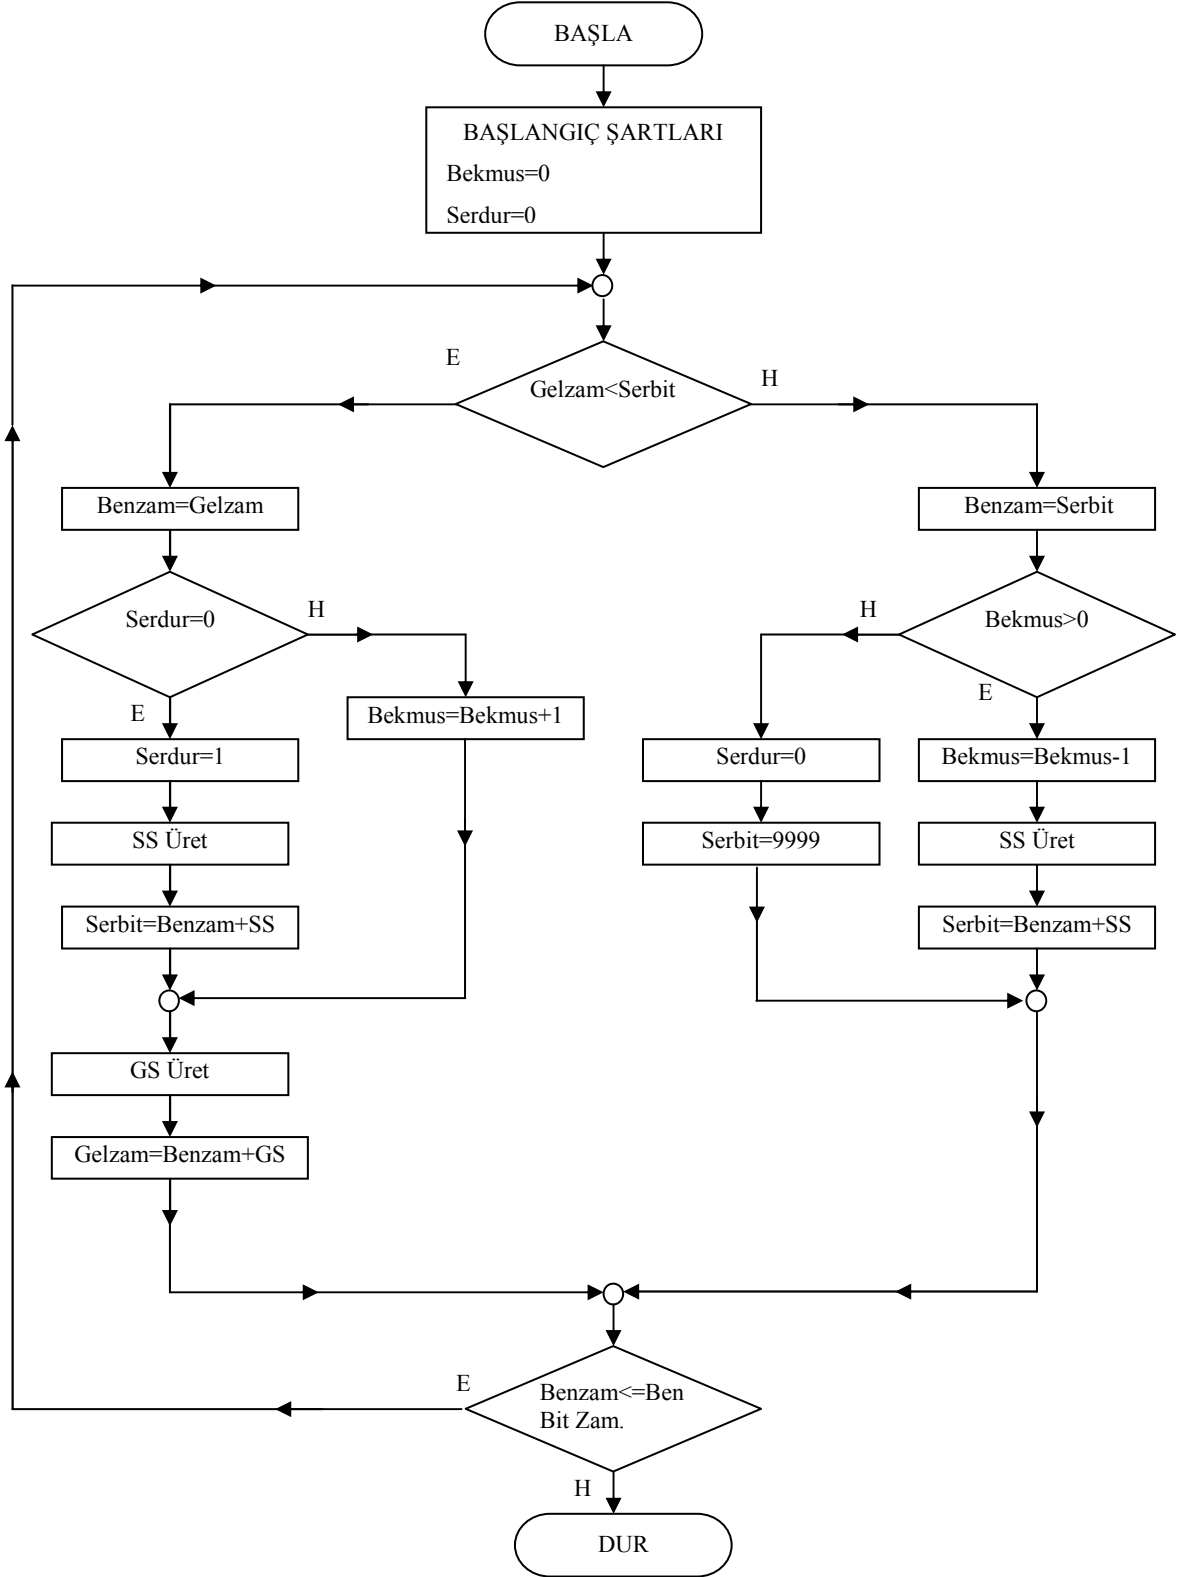 BAŞLA
BAŞLANGIÇ ŞARTLARI
Bekmus=0
Serdur=0
Gelzam<Serbit
E
H
Benzam=Gelzam
Benzam=Serbit
Serdur=0
H
Bekmus>0
H
E
E
Bekmus=Bekmus+1
Serdur=1
Serdur=0
Bekmus=Bekmus-1
SS Üret
Serbit=9999
SS Üret
Serbit=Benzam+SS
Serbit=Benzam+SS
GS Üret
Gelzam=Benzam+GS
E
Benzam<=Ben
Bit Zam.
H
DUR